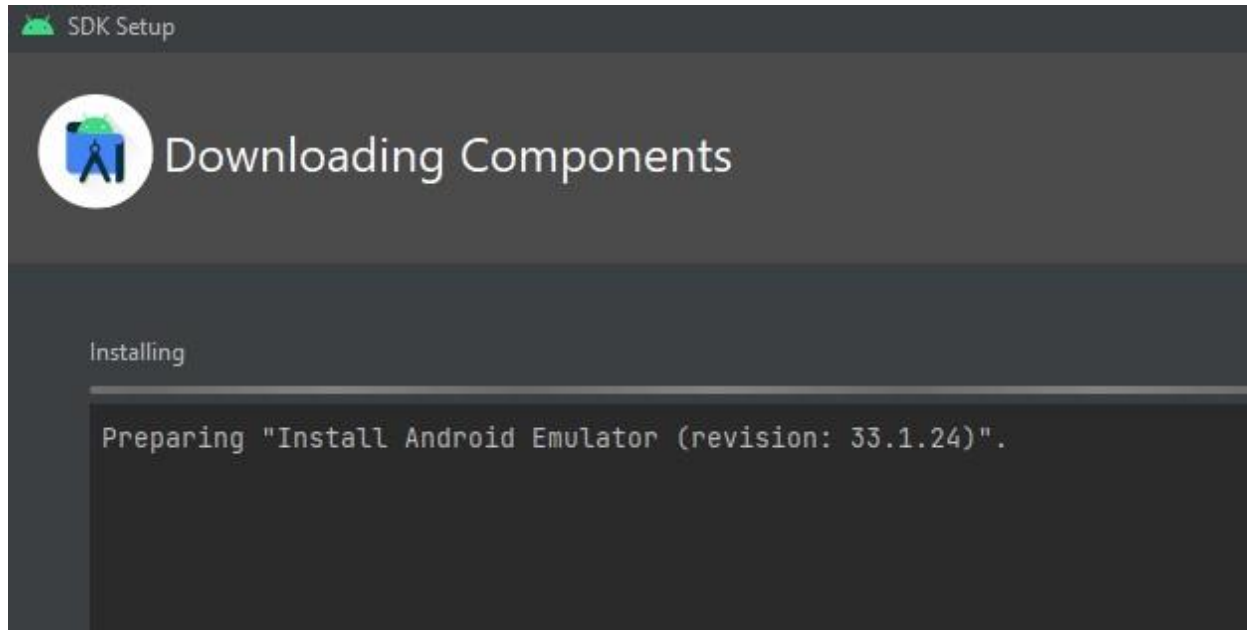 SDK Setup
Downloading Components
Installing
Preparing "Install Android Emulator (revision: 33.1.24)".